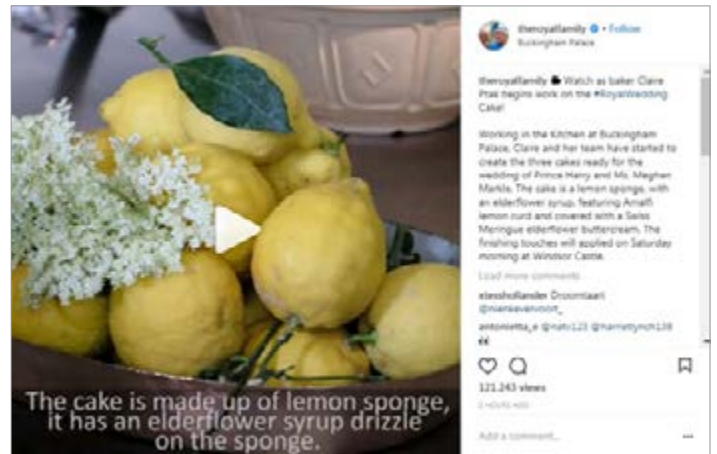 theroyalfamily • Follow
Buckingham Palace
theroyalfamily Watch as baker Claire
Ptak begins work on the #RoyalWedding
Cake!
Working in the Kitchen at Buckingham
Palace, Claire and her team have started to
create the three cakes ready for the
wedding of Prince Harry and Ms. Meghan
Markle. The cake is a lemon sponge, with
an elderflower syrup, featuring Amalfi
lemon curd and covered with a Swiss
Meringue elderflower buttercream. The
finishing touches will applied on Saturday
morning at Windsor Castle.
Load more comments
Droomtaart
121.243 views
2 HOURS AGO
Add a comment...
The cake is made up of lemon sponge,
it has an elderflower syrup drizzle
on the sponge.